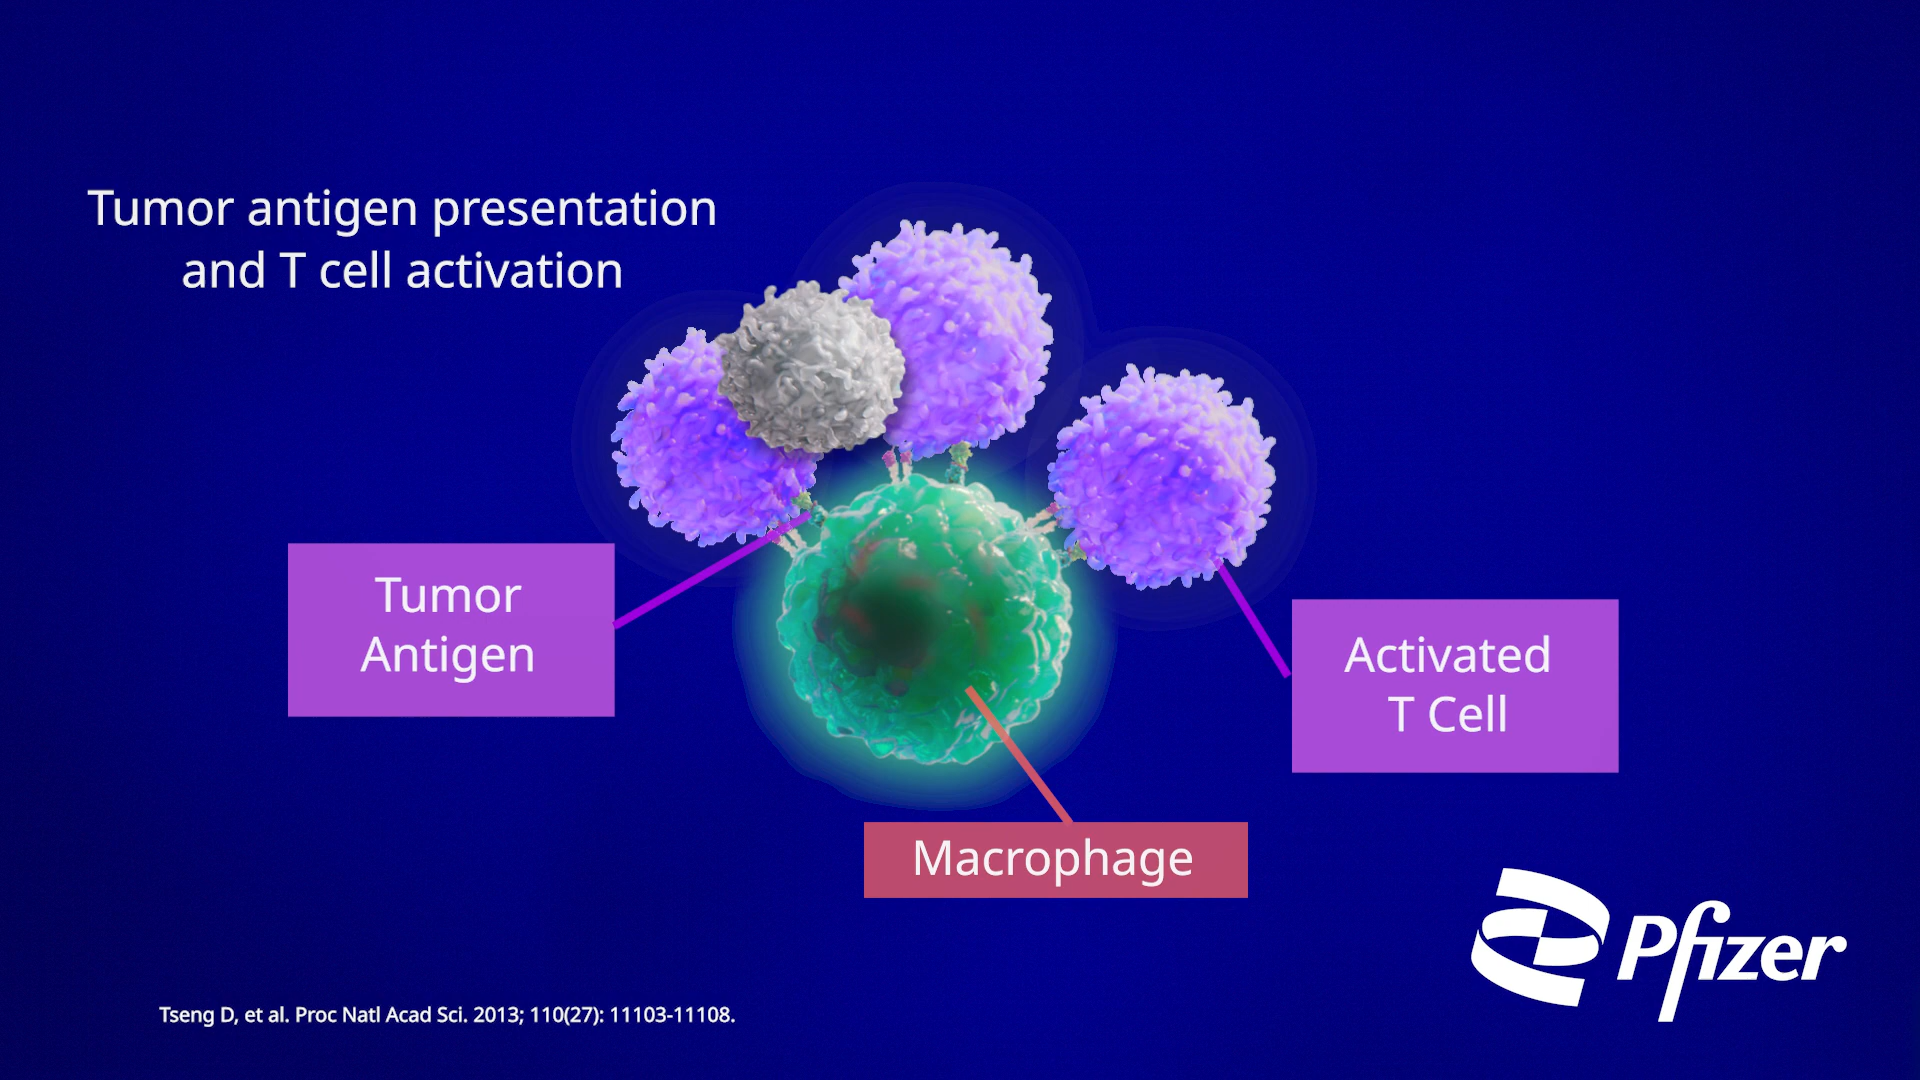 Tumor antigen presentation
and T cell activation
Tumor
Antigen
Activated
T Cell
Macrophage
Pfizer
Tseng D, et al. Proc Natl Acad Sci. 2013; 110(27): 11103-11108.